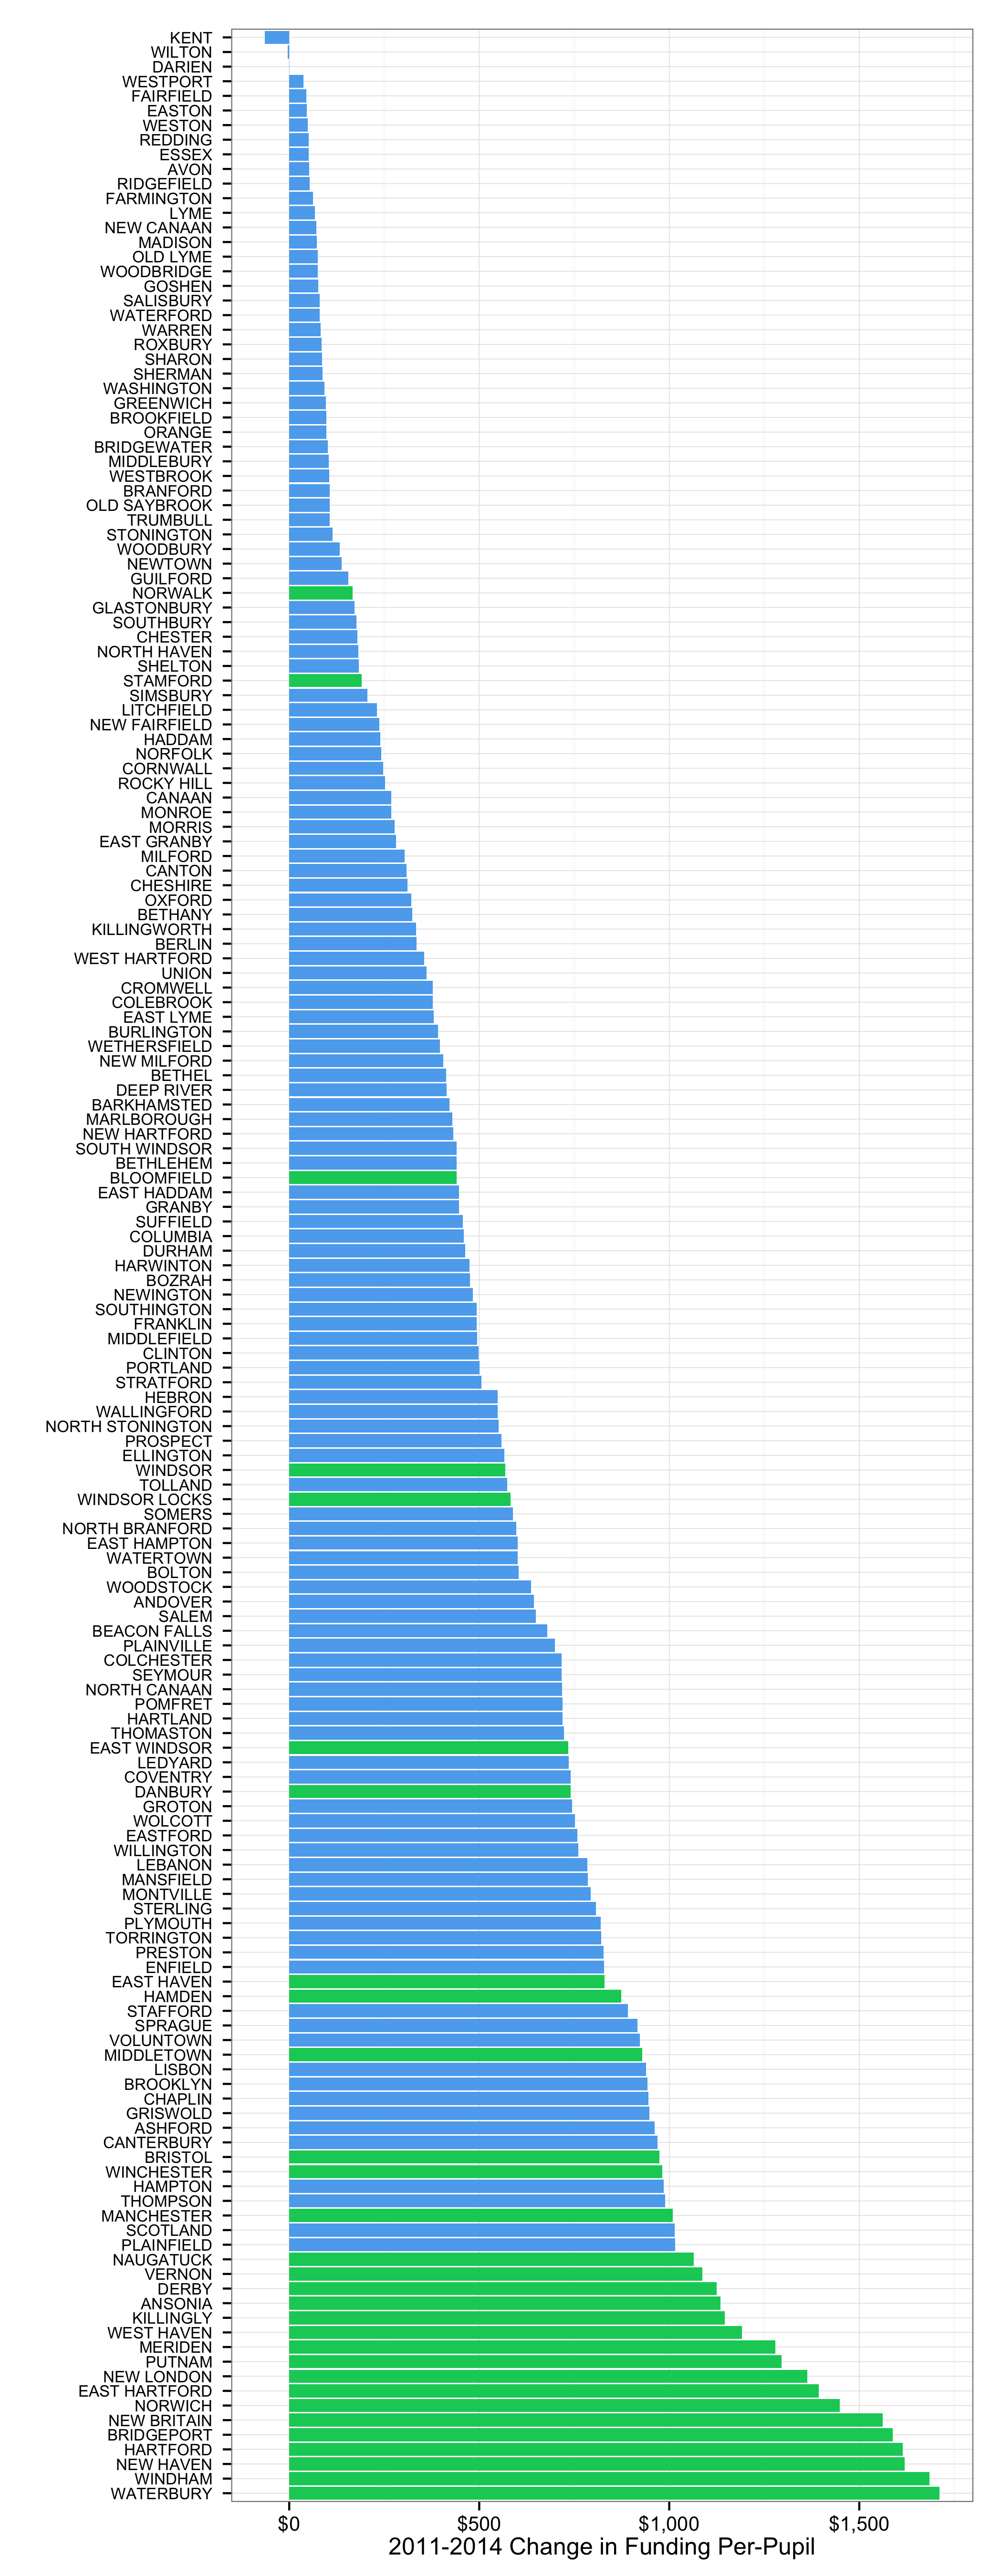 KENT
WILTON
DARIEN
WESTPORT
FAIRFIELD
EASTON
WESTON
REDDING
ESSEX
AVON
RIDGEFIELD
FARMINGTON
LYME
NEW CANAAN
MADISON
OLD LYME
WOODBRIDGE
GOSHEN
SALISBURY
WATERFORD
WARREN
ROXBURY
SHARON
SHERMAN
WASHINGTON
GREENWICH
BROOKFIELD
ORANGE
BRIDGEWATER
MIDDLEBURY
WESTBROOK
BRANFORD
OLD SAYBROOK
TRUMBULL
STONINGTON
WOODBURY
NEWTOWN
GUILFORD
NORWALK
GLASTONBURY
SOUTHBURY
CHESTER
NORTH HAVEN
SHELTON
STAMFORD
SIMSBURY
LITCHFIELD
NEW FAIRFIELD
HADDAM
NORFOLK
CORNWALL
ROCKY HILL
CANAAN
MONROE
MORRIS
EAST GRANBY
MILFORD
CANTON
CHESHIRE
OXFORD
BETHANY
KILLINGWORTH
BERLIN
WEST HARTFORD
UNION
CROMWELL
COLEBROOK
EAST LYME
BURLINGTON
WETHERSFIELD
NEW MILFORD
BETHEL
DEEP RIVER
BARKHAMSTED
MARLBOROUGH
NEW HARTFORD
SOUTH WINDSOR
BETHLEHEM
BLOOMFIELD
EAST HADDAM
GRANBY
SUFFIELD
COLUMBIA
DURHAM
HARWINTON
BOZRAH
NEWINGTON
SOUTHINGTON
FRANKLIN
MIDDLEFIELD
CLINTON
PORTLAND
STRATFORD
HEBRON
WALLINGFORD
NORTH STONINGTON
PROSPECT
ELLINGTON
WINDSOR
TOLLAND
WINDSOR LOCKS
SOMERS
NORTH BRANFORD
EAST HAMPTON
WATERTOWN
BOLTON
WOODSTOCK
ANDOVER
SALEM
BEACON FALLS
PLAINVILLE
COLCHESTER
SEYMOUR
NORTH CANAAN
POMFRET
HARTLAND
THOMASTON
EAST WINDSOR
LEDYARD
COVENTRY
DANBURY
GROTON
WOLCOTT
EASTFORD
WILLINGTON
LEBANON
MANSFIELD
MONTVILLE
STERLING
PLYMOUTH
TORRINGTON
PRESTON
ENFIELD
EAST HAVEN
HAMDEN
STAFFORD
SPRAGUE
VOLUNTOWN
MIDDLETOWN
LISBON
BROOKLYN
CHAPLIN
GRISWOLD
ASHFORD
CANTERBURY
BRISTOL
WINCHESTER
HAMPTON
THOMPSON
MANCHESTER
SCOTLAND
PLAINFIELD
NAUGATUCK
VERNON
DERBY
ANSONIA
KILLINGLY
WEST HAVEN
MERIDEN
PUTNAM
NEW LONDON
EAST HARTFORD
NORWICH
NEW BRITAIN
BRIDGEPORT
HARTFORD
NEW HAVEN
WINDHAM
WATERBURY
$0 $500 $1,000 $1,500
2011-2014 Change in Funding Per-Pupil